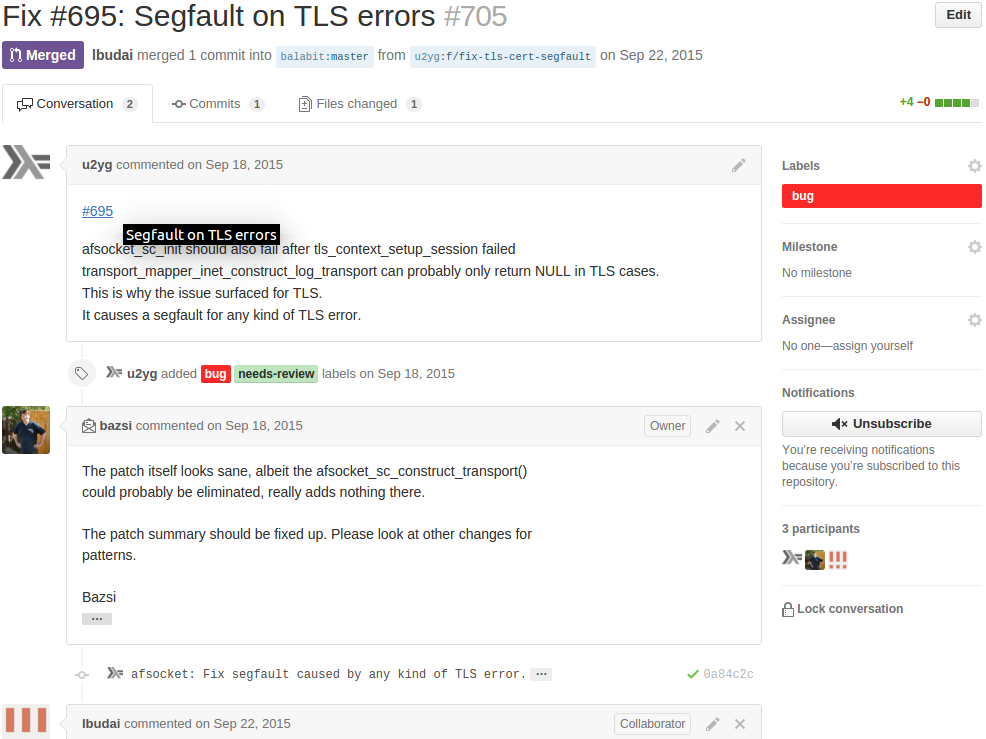 Fix #695: Segfault on TLS errors #705
Edit
Merged lbudai merged 1 commit into balabit:master from u2yg:f/fix-tls-cert-segfault on Sep 22, 2015
Conversation 2 Commits 1 Files changed 1 +4 −0
u2yg commented on Sep 18, 2015
#695
Segfault on TLS errors
afsocket_sc_init should also fail after tls_context_setup_session failed
transport_mapper_inet_construct_log_transport can probably only return NULL in TLS cases.
This is why the issue surfaced for TLS.
It causes a segfault for any kind of TLS error.
u2yg added bug needs-review labels on Sep 18, 2015
bazsi commented on Sep 18, 2015 Owner
The patch itself looks sane, albeit the afsocket_sc_construct_transport()
could probably be eliminated, really adds nothing there.
The patch summary should be fixed up. Please look at other changes for
patterns.
Bazsi
...
afsocket: Fix segfault caused by any kind of TLS error. ... 0a84c2c
lbudai commented on Sep 22, 2015 Collaborator
Labels
bug
Milestone
No milestone
Assignee
No one—assign yourself
Notifications
Unsubscribe
You're receiving notifications
because you're subscribed to this
repository.
3 participants
Lock conversation